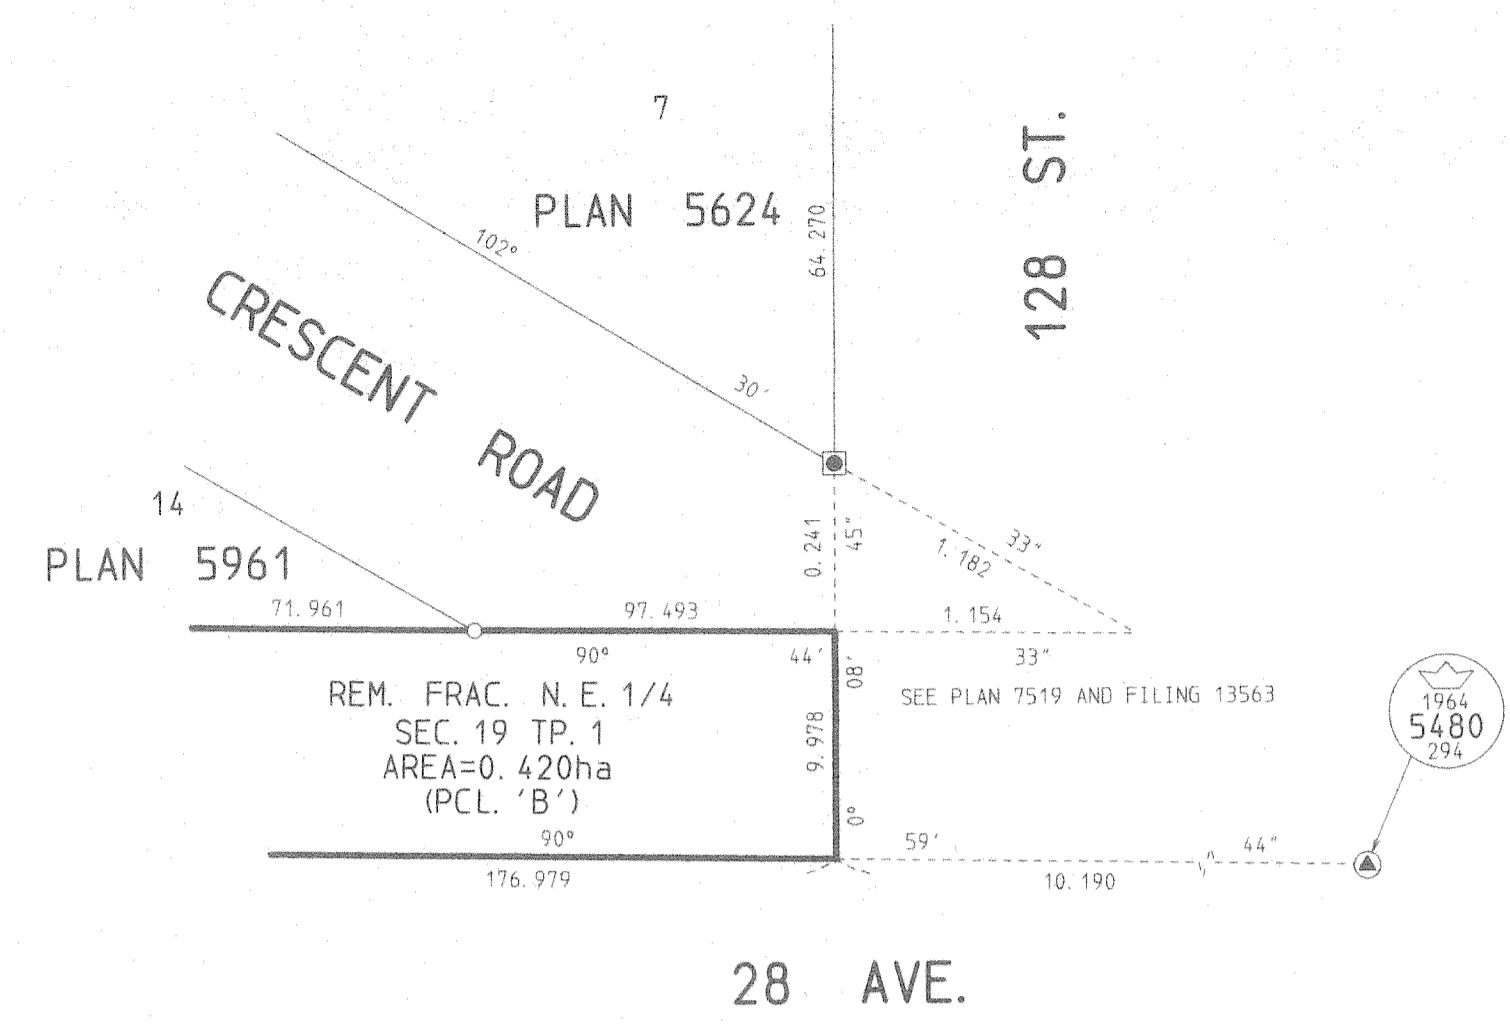 7
PLAN 5624
102°
30'
64.270
128 ST.
CRESCENT ROAD
14
PLAN 5961
0.241
45"
33"
1.182
71.961
97.493
1.154
90°
44'
08'
33"
REM. FRAC. N.E. 1/4
SEC. 19 TP. 1
AREA=0.420ha
(PCL. 'B')
SEE PLAN 7519 AND FILING 13563
1964
5480
294
9.978
0°
90°
59'
44"
176.979
10.190
28 AVE.